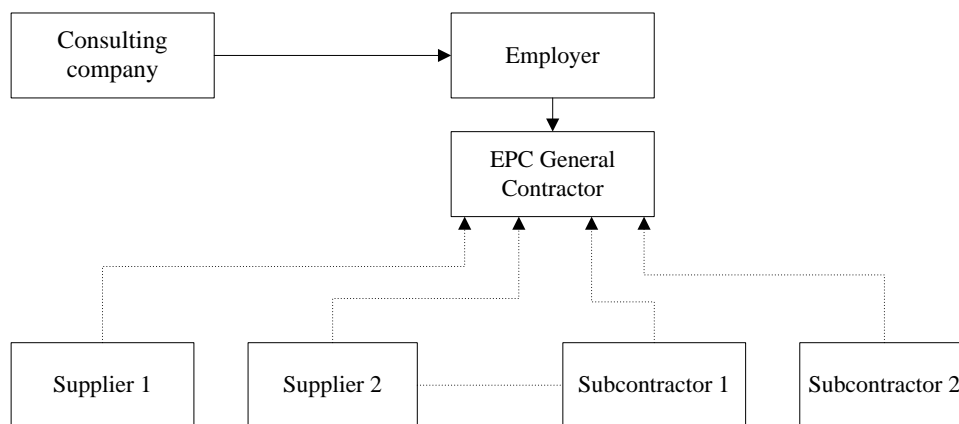 Consulting
company
Employer
EPC General
Contractor
Supplier 1
Supplier 2
Subcontractor 1
Subcontractor 2